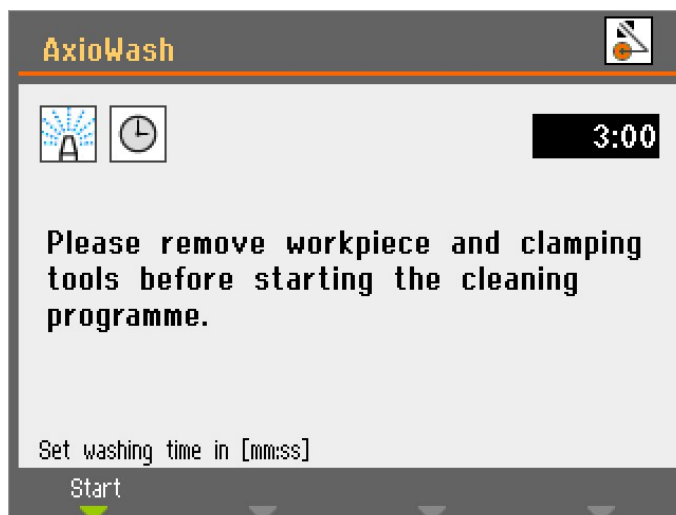 AxioWash
3:00
Please remove workpiece and clamping
tools before starting the cleaning
programme.
Set washing time in [mm:ss]
Start